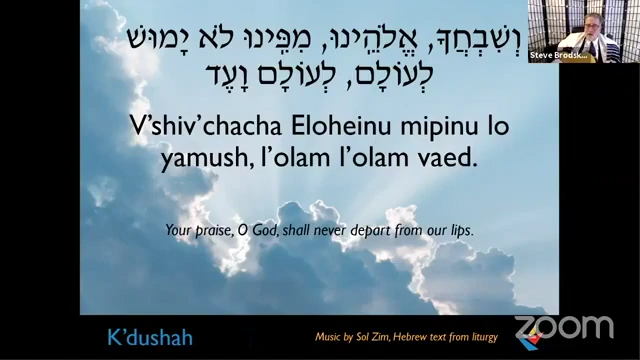 וְשִׁבְחֲךָ, אֱלֹהֵֽינוּ, מִפִּֽינוּ לֹא יָמוּשׁ
לְעוֹלָם, לְעוֹלָם וָעֶד
V'shiv'chacha Eloheinu mipinu lo
yamush, l'olam l'olam vaed.
Your praise, O God, shall never depart from our lips.
K'dushah
Music by Sol Zim, Hebrew text from liturgy
Steve Brodsk...
zoom